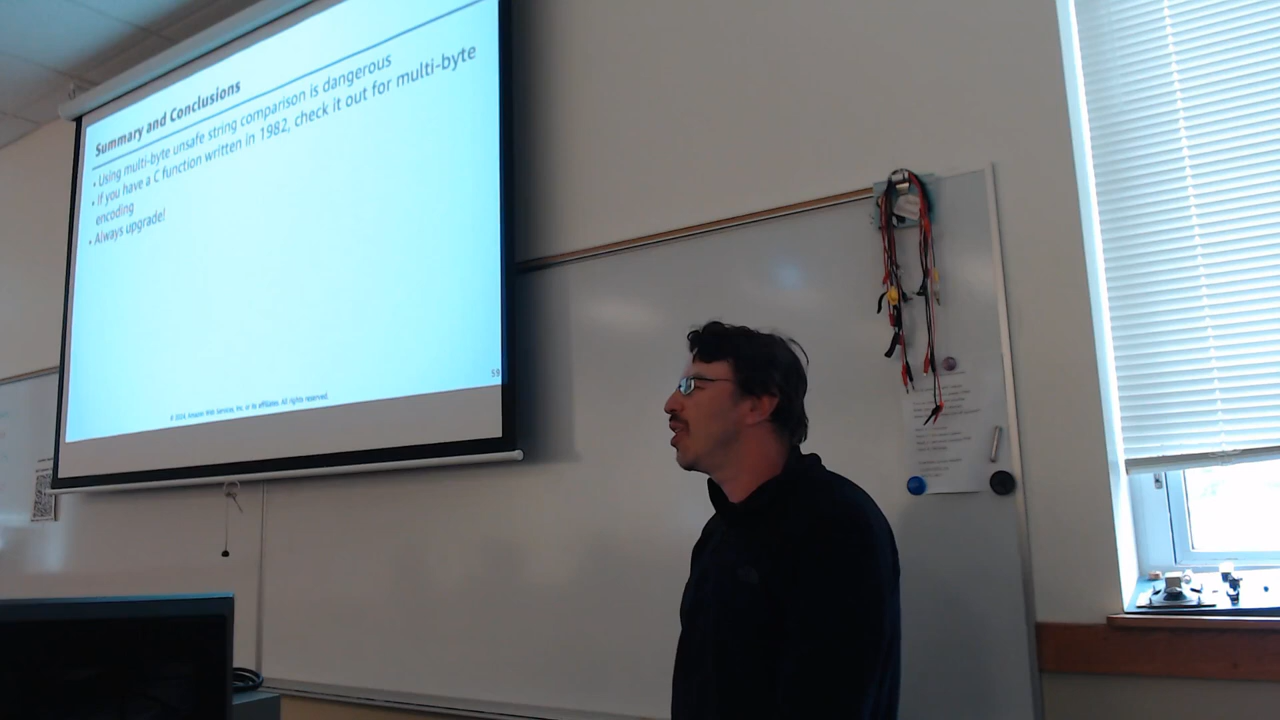 Summary and Conclusions
• Using multi-byte unsafe string comparison is dangerous
• If you have a C function written in 1982, check it out for multi-byte
encoding
• Always upgrade!
59
© 2024, Amazon Web Services, Inc. or its affiliates. All rights reserved.